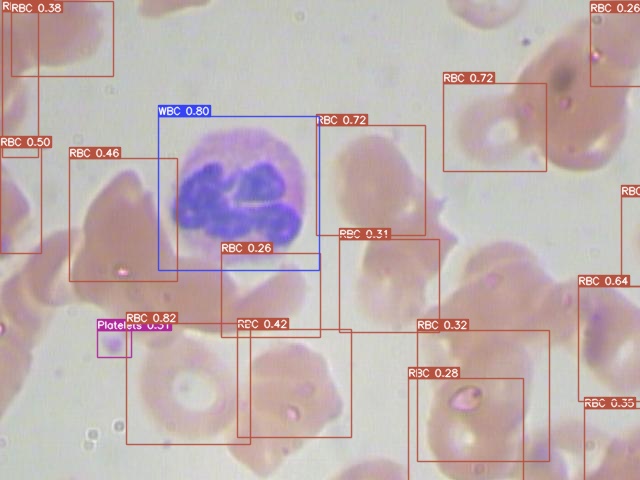 RBC 0.38
RBC 0.26
RBC 0.72
WBC 0.80
RBC 0.72
RBC 0.50
RBC 0.46
RBC
RBC 0.31
RBC 0.26
RBC 0.64
RBC 0.82
Platelets 0.31
RBC 0.42
RBC 0.32
RBC 0.28
RBC 0.35